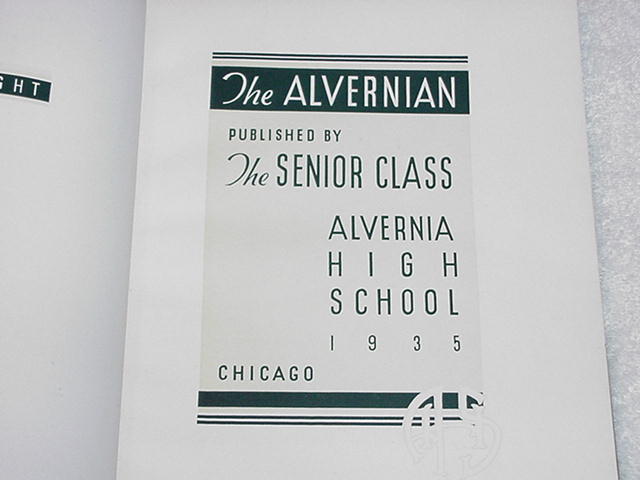 The ALVERNIAN
PUBLISHED BY
The SENIOR CLASS
ALVERNIA
HIGH
SCHOOL
1935
CHICAGO